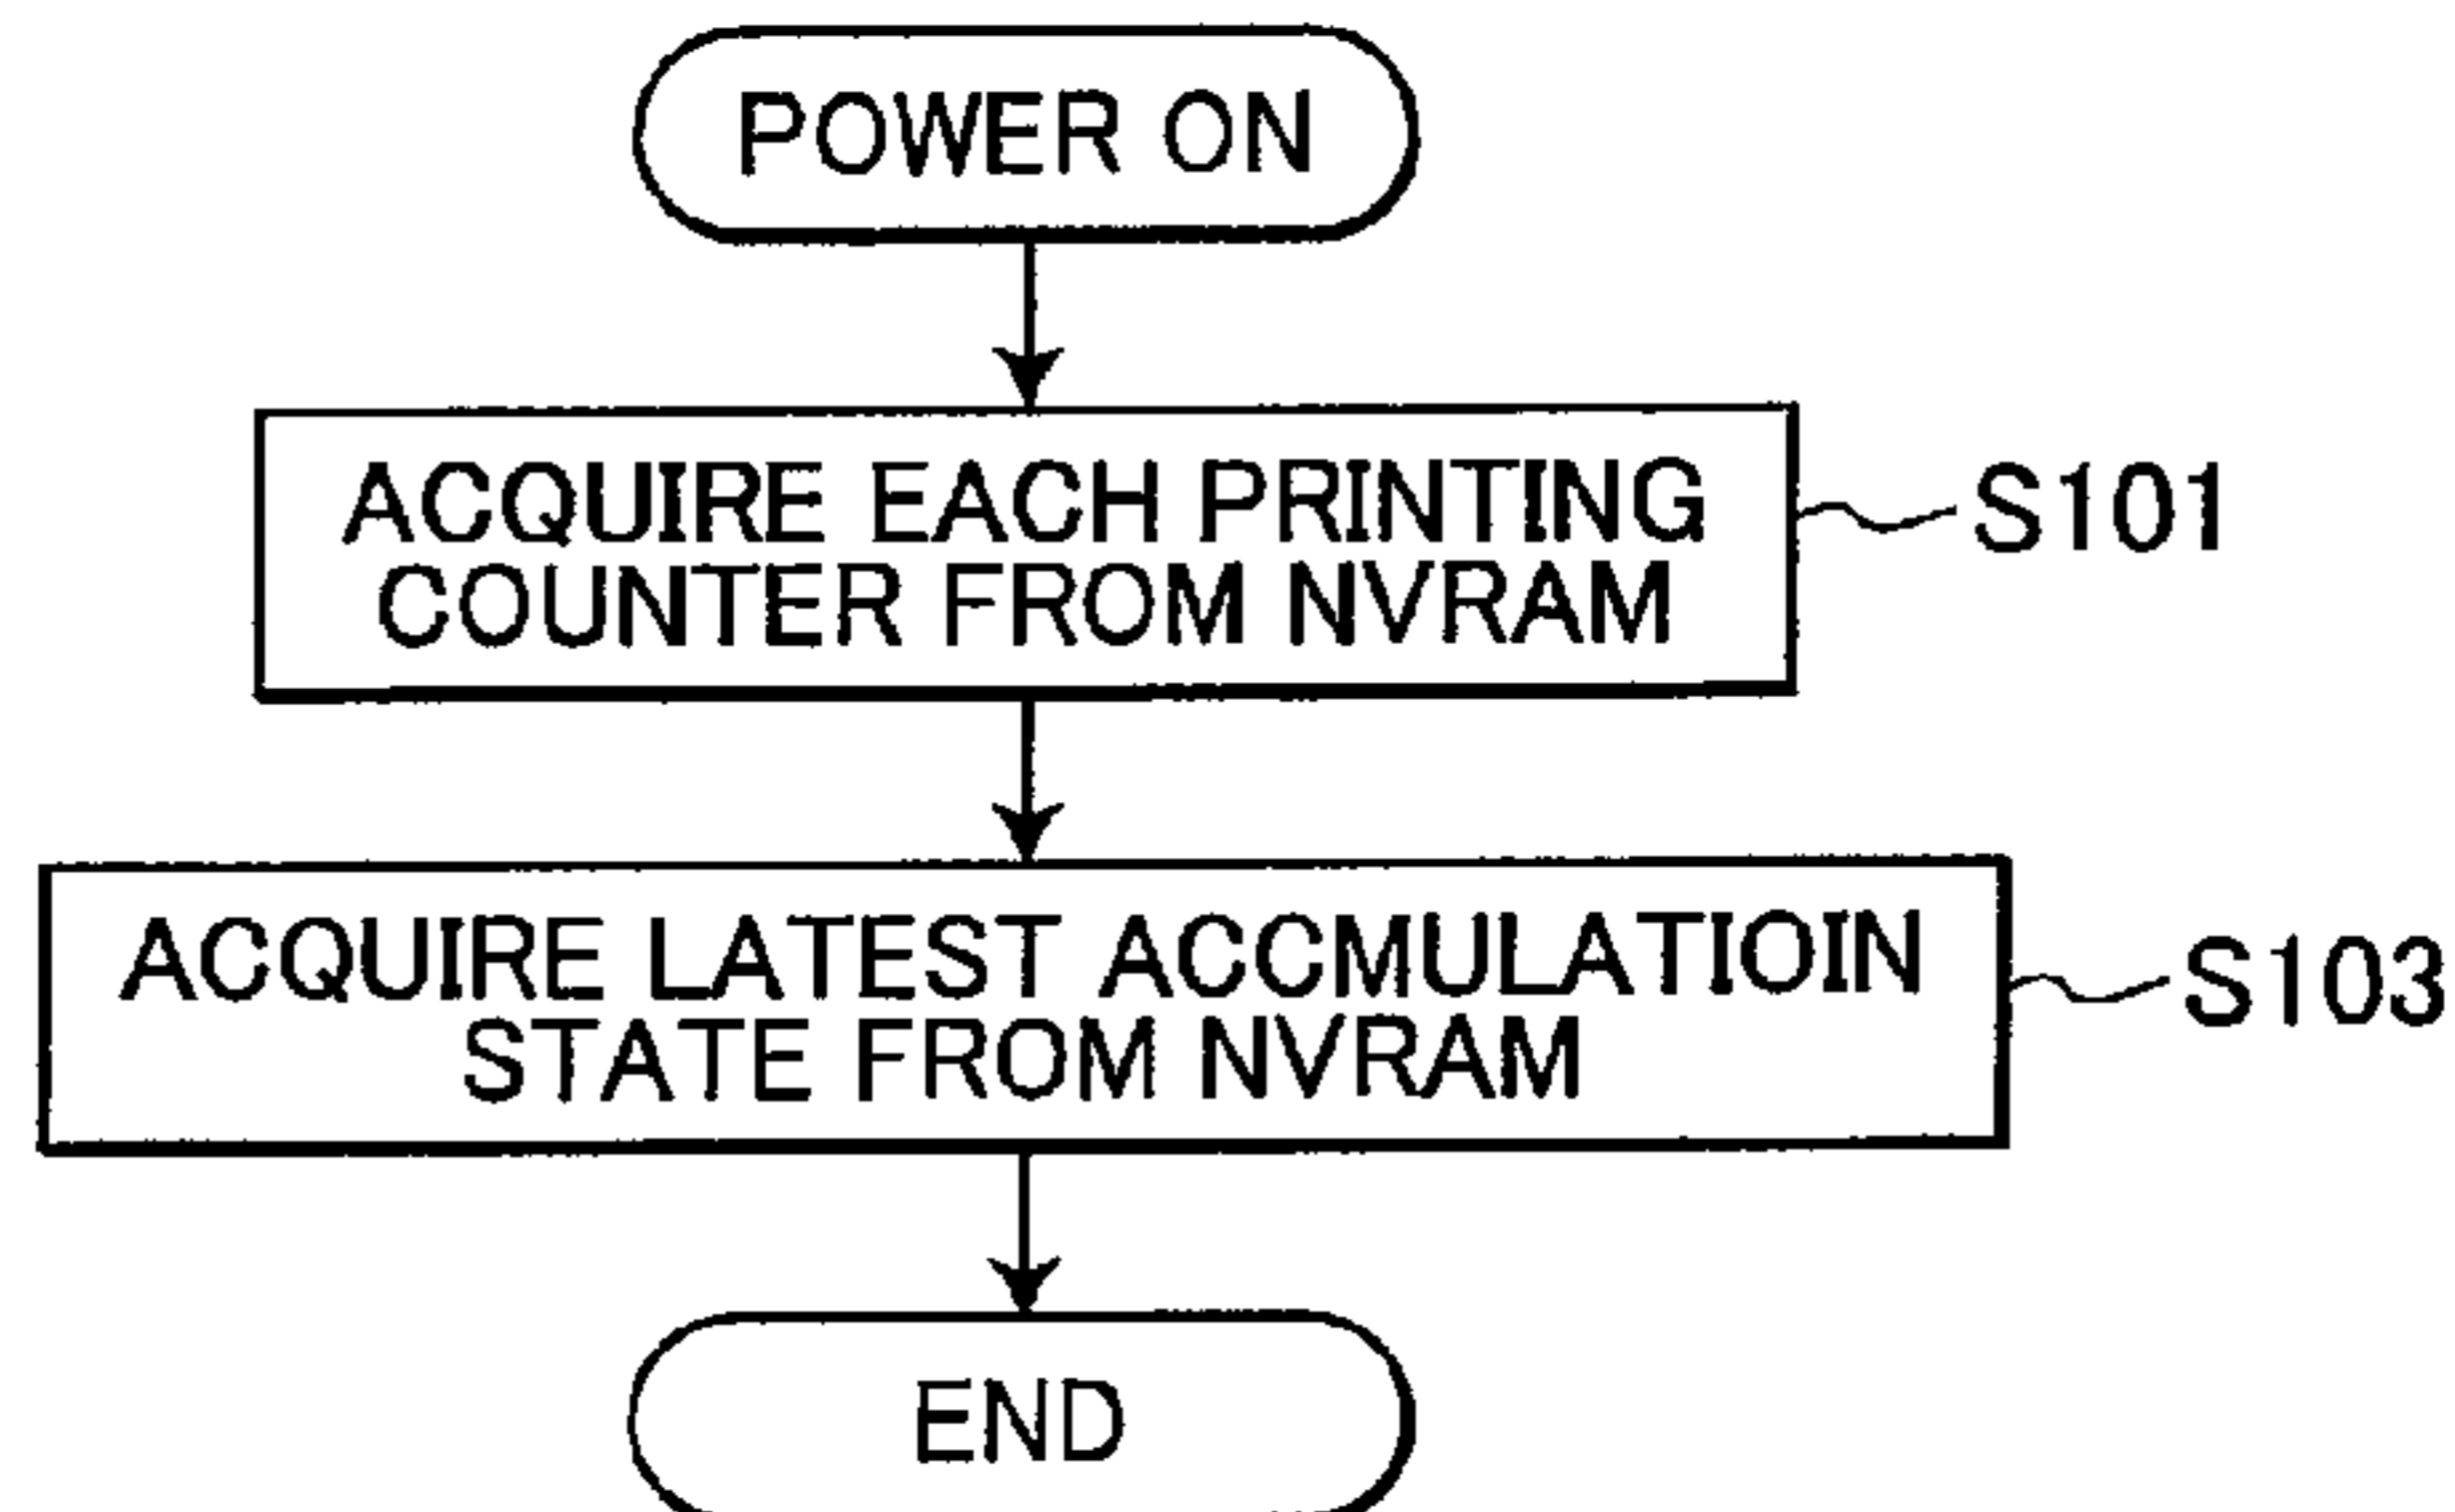 POWER ON
ACQUIRE EACH PRINTING
COUNTER FROM NVRAM
S101
ACQUIRE LATEST ACCMULATIOIN
STATE FROM NVRAM
S103
END